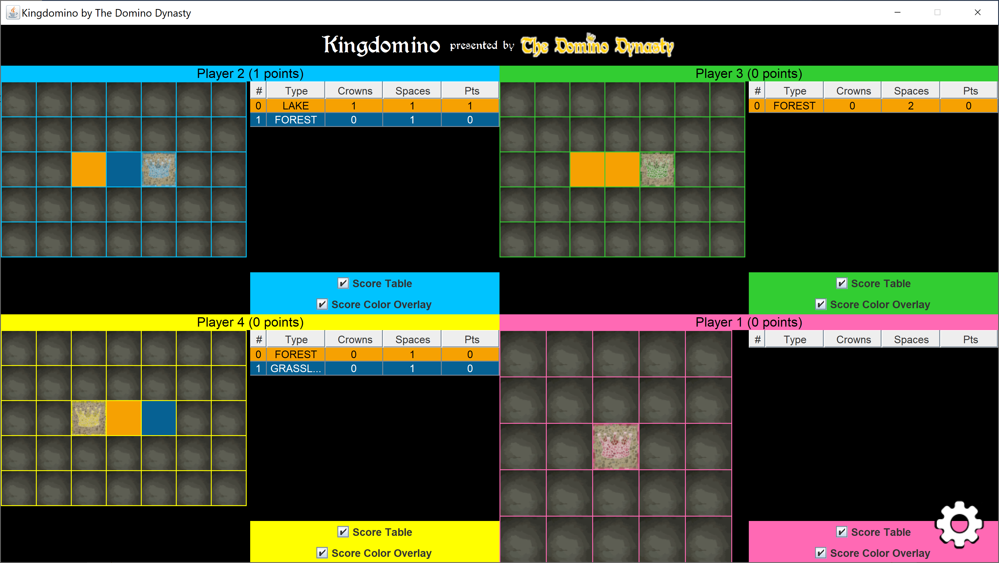 Kingdomino by The Domino Dynasty
Kingdomino presented by The Domino Dynasty
Player 2 (1 points)
# Type Crowns Spaces Pts
0 LAKE 1 1 1
1 FOREST 0 1 0
Score Table
Score Color Overlay
Player 3 (0 points)
# Type Crowns Spaces Pts
0 FOREST 0 2 0
Score Table
Score Color Overlay
Player 4 (0 points)
# Type Crowns Spaces Pts
0 FOREST 0 1 0
1 GRASSL... 0 1 0
Score Table
Score Color Overlay
Player 1 (0 points)
# Type Crowns Spaces Pts
Score Table
Score Color Overlay